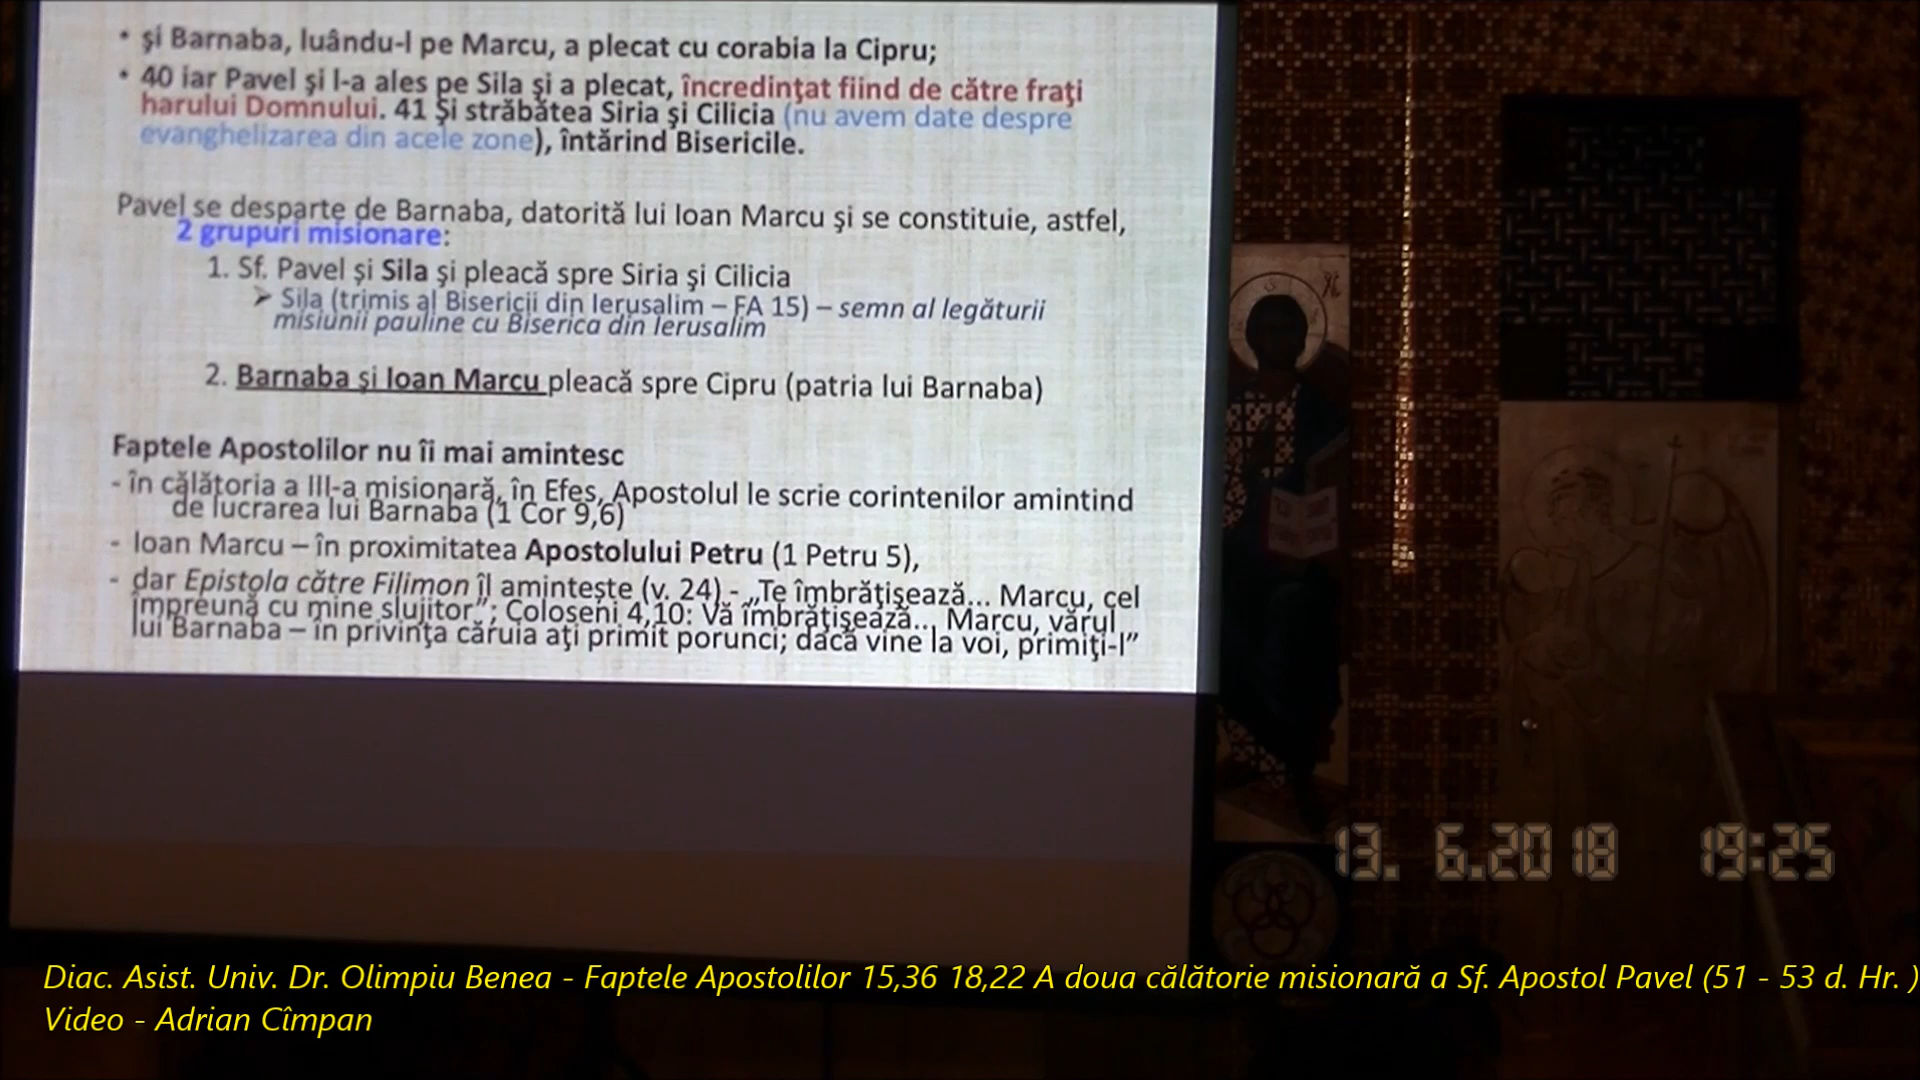 • şi Barnaba, luându-l pe Marcu, a plecat cu corabia la Cipru;
• 40 iar Pavel şi l-a ales pe Sila şi a plecat, încredinţat fiind de către fraţi
harului Domnului. 41 Şi străbătea Siria şi Cilicia (nu avem date despre
evanghelizarea din acele zone), întărind Bisericile.
Pavel se desparte de Barnaba, datorită lui Ioan Marcu şi se constituie, astfel,
2 grupuri misionare:
1. Sf. Pavel şi Sila şi pleacă spre Siria şi Cilicia
➢ Sila (trimis al Bisericii din Ierusalim – FA 15) – semn al legăturii
misiunii pauline cu Biserica din Ierusalim
2. Barnaba şi Ioan Marcu pleacă spre Cipru (patria lui Barnaba)
Faptele Apostolilor nu îi mai amintesc
- în călătoria a III-a misionară, în Efes, Apostolul le scrie corintenilor amintind
de lucrarea lui Barnaba (1 Cor 9,6)
- Ioan Marcu – în proximitatea Apostolului Petru (1 Petru 5),
- dar Epistola către Filimon îl aminteşte (v. 24) - „Te îmbrăţişează... Marcu, cel
împreună cu mine slujitor”; Coloseni 4,10: Vă îmbrăţişează... Marcu, vărul
lui Barnaba – în privinţa căruia aţi primit porunci; dacă vine la voi, primiţi-l”
13. 6.2018 19:25
Diac. Asist. Univ. Dr. Olimpiu Benea - Faptele Apostolilor 15,36 18,22 A doua călătorie misionară a Sf. Apostol Pavel (51 - 53 d. Hr. )
Video - Adrian Cîmpan